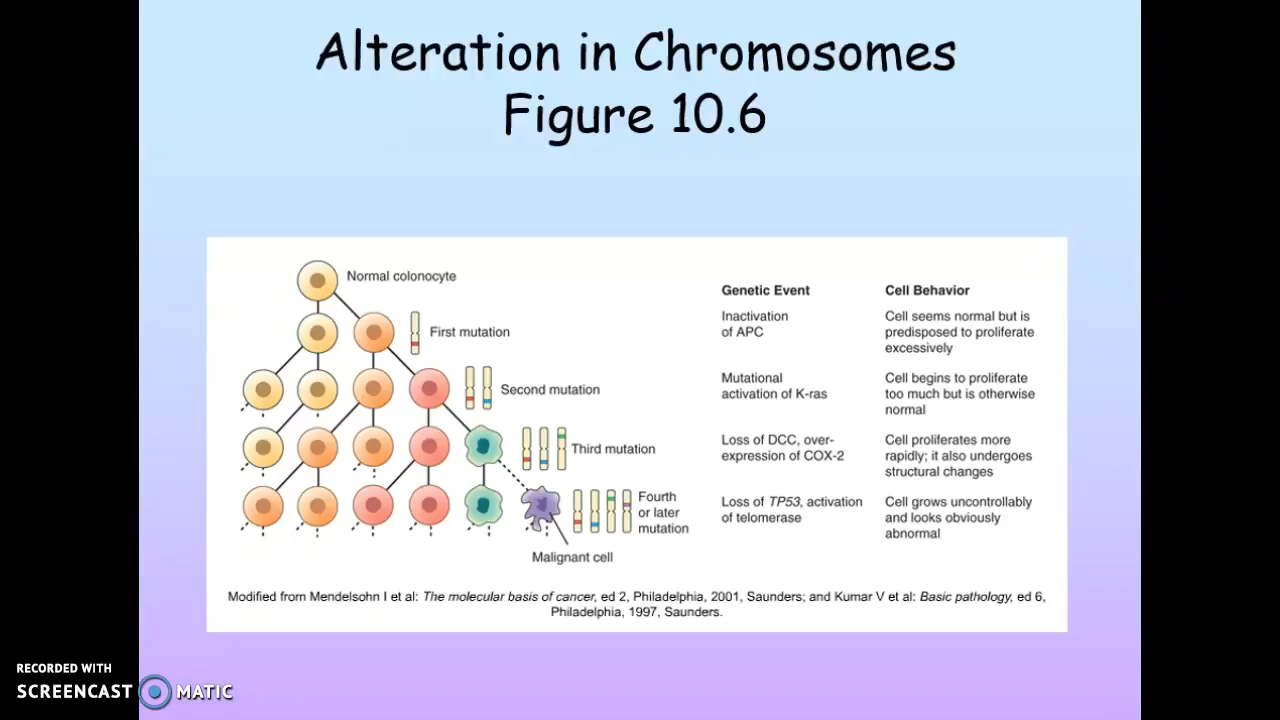 Alteration in Chromosomes
Figure 10.6
Normal colonocyte
First mutation
Second mutation
Third mutation
Fourth
or later
mutation
Malignant cell
Genetic Event
Cell Behavior
Inactivation
of APC
Cell seems normal but is
predisposed to proliferate
excessively
Mutational
activation of K-ras
Cell begins to proliferate
too much but is otherwise
normal
Loss of DCC, over-
expression of COX-2
Cell proliferates more
rapidly; it also undergoes
structural changes
Loss of TP53, activation
of telomerase
Cell grows uncontrollably
and looks obviously
abnormal
Modified from Mendelsohn I et al: The molecular basis of cancer, ed 2, Philadelphia, 2001, Saunders; and Kumar V et al: Basic pathology, ed 6,
Philadelphia, 1997, Saunders.
RECORDED WITH
SCREENCAST MATIC